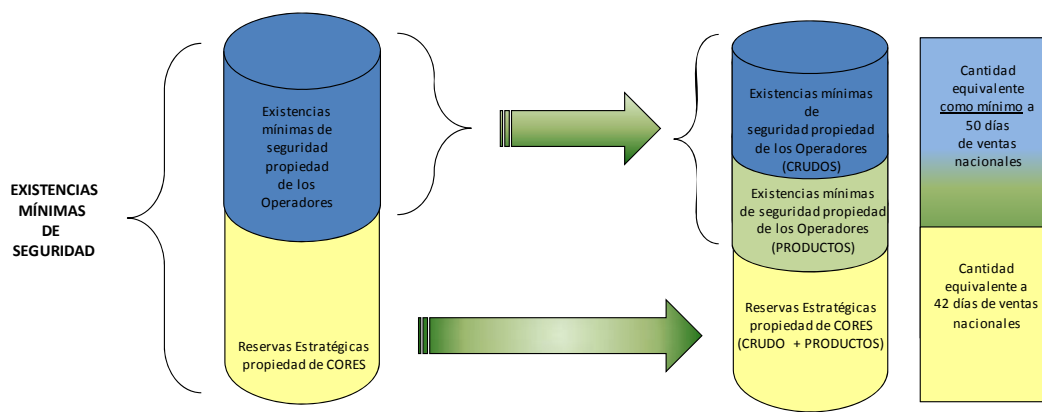 EXISTENCIAS
MÍNIMAS
DE
SEGURIDAD
Existencias
mínimas de
seguridad
propiedad
de los
Operadores
Reservas Estratégicas
propiedad de CORES
Existencias mínimas
de
seguridad propiedad
de los Operadores
(CRUDOS)
Existencias mínimas
de seguridad propiedad
de los Operadores
(PRODUCTOS)
Reservas Estratégicas
propiedad de CORES
(CRUDO + PRODUCTOS)
Cantidad
equivalente
como mínimo a
50 días
de ventas
nacionales
Cantidad
equivalente a
42 días de ventas
nacionales